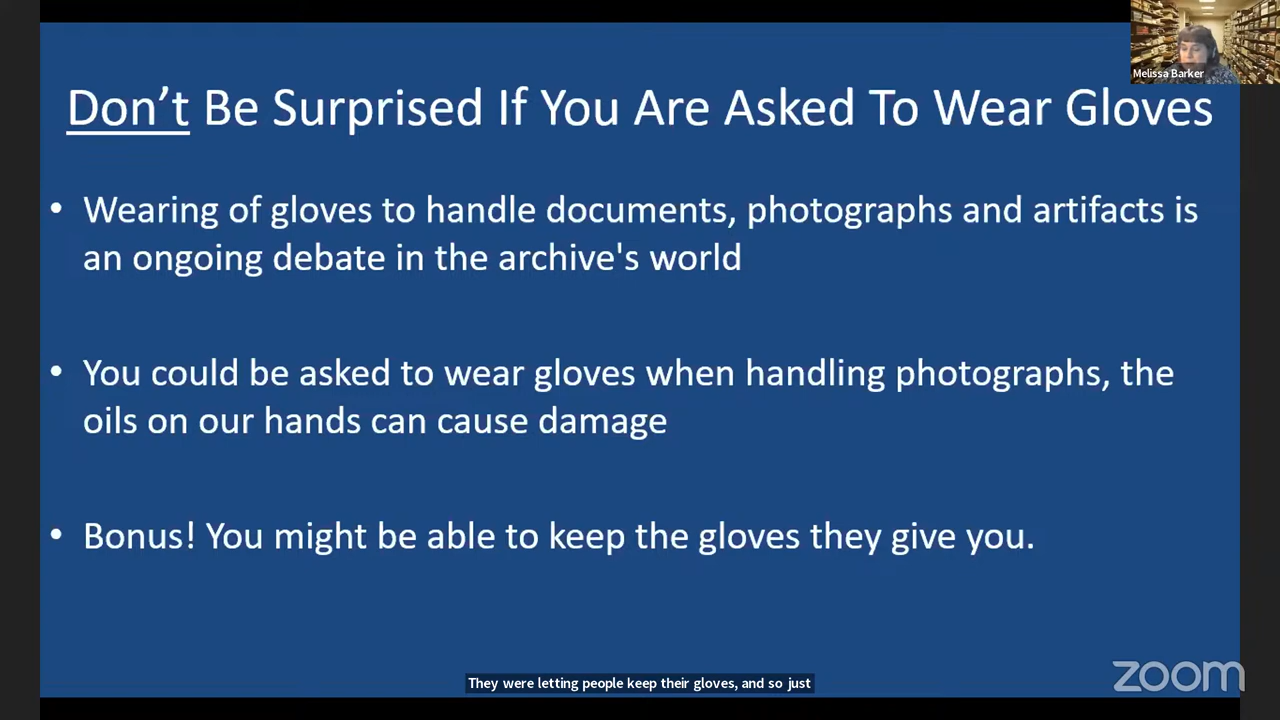 Melissa Barker
Don't Be Surprised If You Are Asked To Wear Gloves
• Wearing of gloves to handle documents, photographs and artifacts is
an ongoing debate in the archive's world
• You could be asked to wear gloves when handling photographs, the
oils on our hands can cause damage
• Bonus! You might be able to keep the gloves they give you.
zoom
They were letting people keep their gloves, and so just